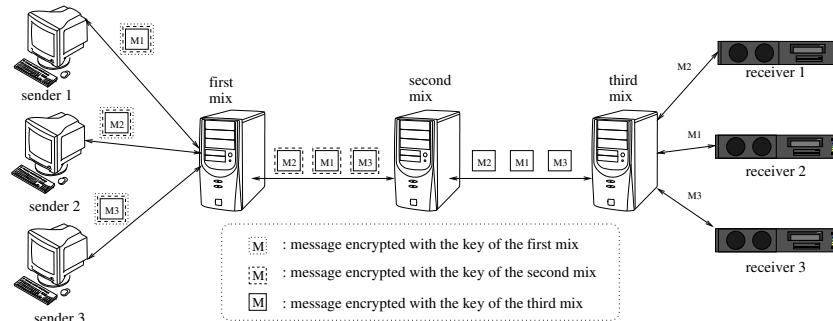 M1
sender 1
M2
sender 2
M3
sender 3
first
mix
M2 M1 M3
second
mix
M2 M1 M3
third
mix
M2
M1
M3
receiver 1
receiver 2
receiver 3
M : message encrypted with the key of the first mix
M : message encrypted with the key of the second mix
M : message encrypted with the key of the third mix